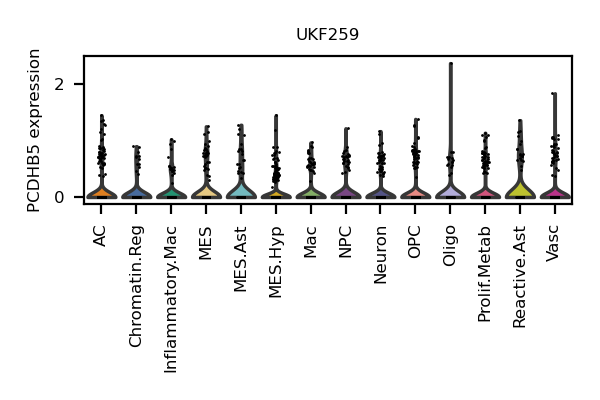 UKF259
PCDHB5 expression
2
0
AC
Chromatin.Reg
Inflammatory.Mac
MES
MES.Ast
MES.Hyp
Mac
NPC
Neuron
OPC
Oligo
Prolif.Metab
Reactive.Ast
Vasc